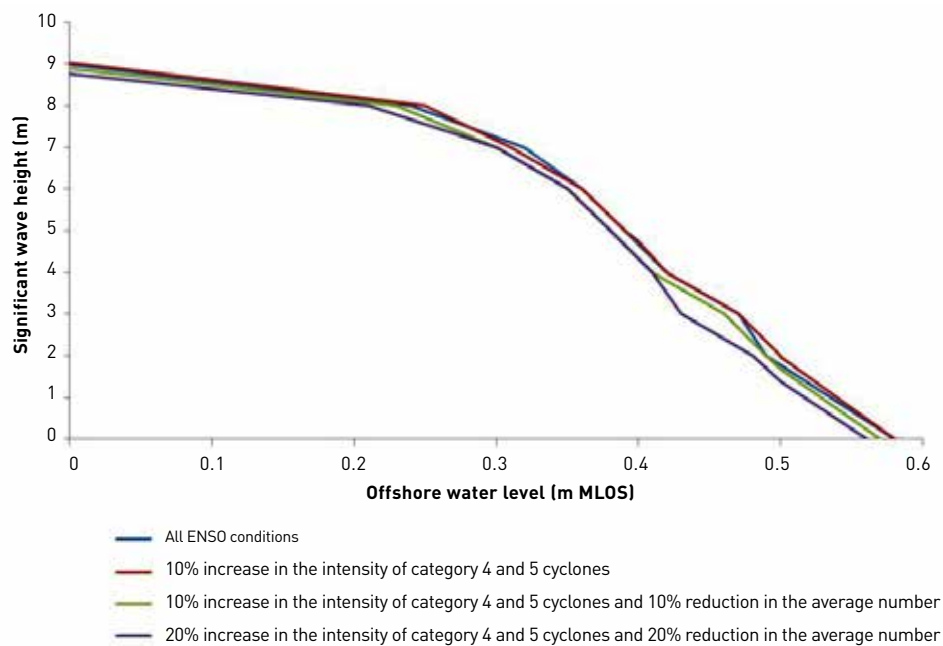 10
9
8
7
6
5
4
3
2
1
0
Significant wave height (m)
0 0.1 0.2 0.3 0.4 0.5 0.6
Offshore water level (m MLOS)
All ENSO conditions
10% increase in the intensity of category 4 and 5 cyclones
10% increase in the intensity of category 4 and 5 cyclones and 10% reduction in the average number
20% increase in the intensity of category 4 and 5 cyclones and 20% reduction in the average number